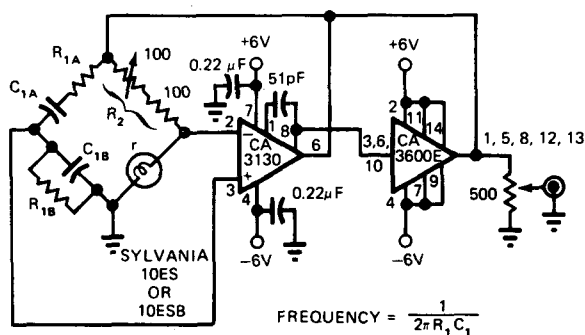 R1A
100
C1A
100
R2
C1B
R1B
r
0.22 μF
+6V
51pF
7
1
8
2
CA
3130
6
3
4
0.22μF
-6V
SYLVANIA
10ES
OR
10ESB
+6V
2
11
14
3,6,
10
CA
3600E
1, 5, 8, 12, 13
4
7
9
-6V
500
FREQUENCY = 1 / 2πR1C1